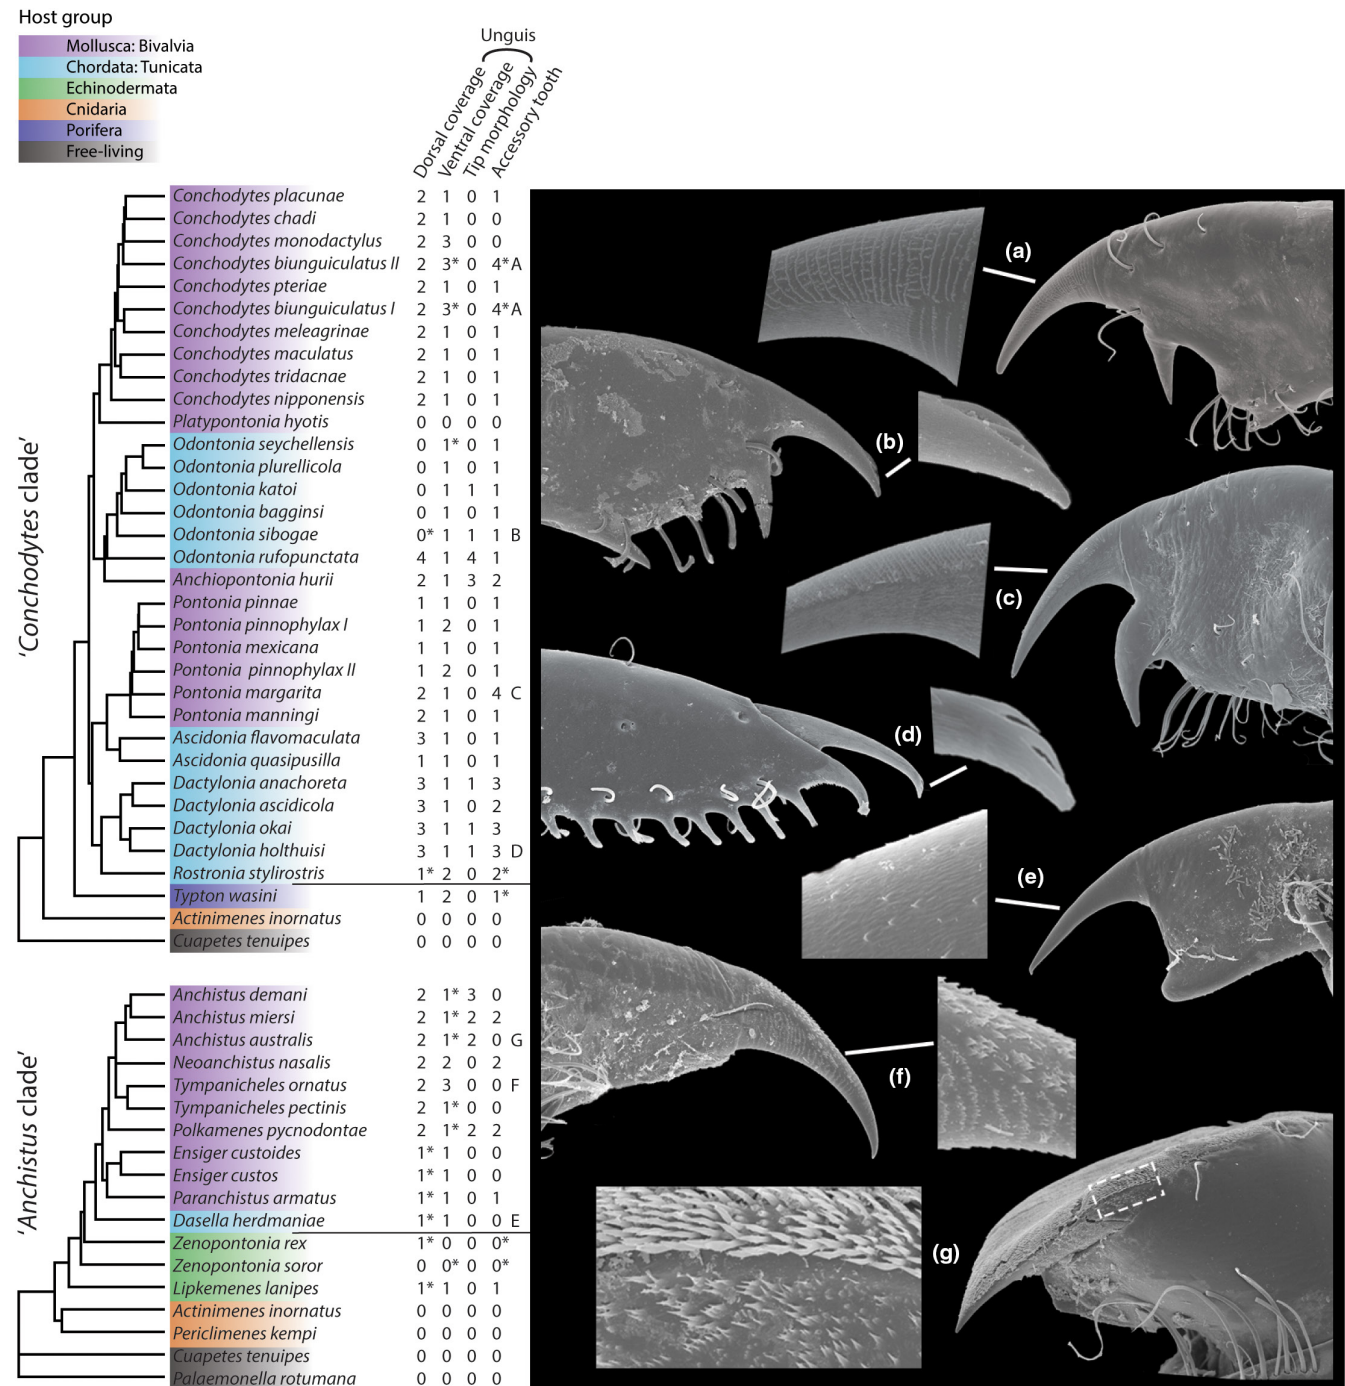 Host group
Mollusca: Bivalvia
Chordata: Tunicata
Echinodermata
Cnidaria
Porifera
Free-living
Unguis
Dorsal coverage
Ventral coverage
Tip morphology
Accessory tooth
'Conchodytes clade'
Conchodytes placunae 2 1 0 1
Conchodytes chadi 2 1 0 0
Conchodytes monodactylus 2 3 0 0
Conchodytes biunguiculatus II 2 3* 0 4* A
Conchodytes pteriae 2 1 0 1
Conchodytes biunguiculatus I 2 3* 0 4* A
Conchodytes meleagrinae 2 1 0 1
Conchodytes maculatus 2 1 0 1
Conchodytes tridacnae 2 1 0 1
Conchodytes nipponensis 2 1 0 1
Platypontonia hyotis 0 0 0 0
Odontonia seychellensis 0 1* 0 1
Odontonia plurellicola 0 1 0 1
Odontonia katoi 0 1 1 1
Odontonia bagginsi 0 1 0 1
Odontonia sibogae 0* 1 1 1 B
Odontonia rufopunctata 4 1 4 1
Anchiopontonia hurii 2 1 3 2
Pontonia pinnae 1 1 0 1
Pontonia pinnophylax I 1 2 0 1
Pontonia mexicana 1 1 0 1
Pontonia pinnophylax II 1 2 0 1
Pontonia margarita 2 1 0 4 C
Pontonia manningi 2 1 0 1
Ascidonia flavomaculata 3 1 0 1
Ascidonia quasipusilla 1 1 0 1
Dactylonia anachoreta 3 1 1 3
Dactylonia ascidicola 3 1 0 2
Dactylonia okai 3 1 1 3
Dactylonia holthuisi 3 1 1 3 D
Rostronia stylirostris 1* 2 0 2*
Typton wasini 1 2 0 1*
Actinimenes inornatus 0 0 0 0
Cuapetes tenuipes 0 0 0 0
'Anchistus clade'
Anchistus demani 2 1* 3 0
Anchistus miersi 2 1* 2 2
Anchistus australis 2 1* 2 0 G
Neoanchistus nasalis 2 2 0 2
Tympanicheles ornatus 2 3 0 0 F
Tympanicheles pectinis 2 1* 0 0
Polkamenes pycnodontae 2 1* 2 2
Ensiger custoides 1* 1 0 0
Ensiger custos 1* 1 0 0
Paranchistus armatus 1* 1 0 1
Dasella herdmaniae 1* 1 0 0 E
Zenopontonia rex 1* 0 0 0*
Zenopontonia soror 0 0* 0 0*
Lipkemenes lanipes 1* 1 0 1
Actinimenes inornatus 0 0 0 0
Periclimenes kempi 0 0 0 0
Cuapetes tenuipes 0 0 0 0
Palaemonella rotumana 0 0 0 0
(a)
(b)
(c)
(d)
(e)
(f)
(g)